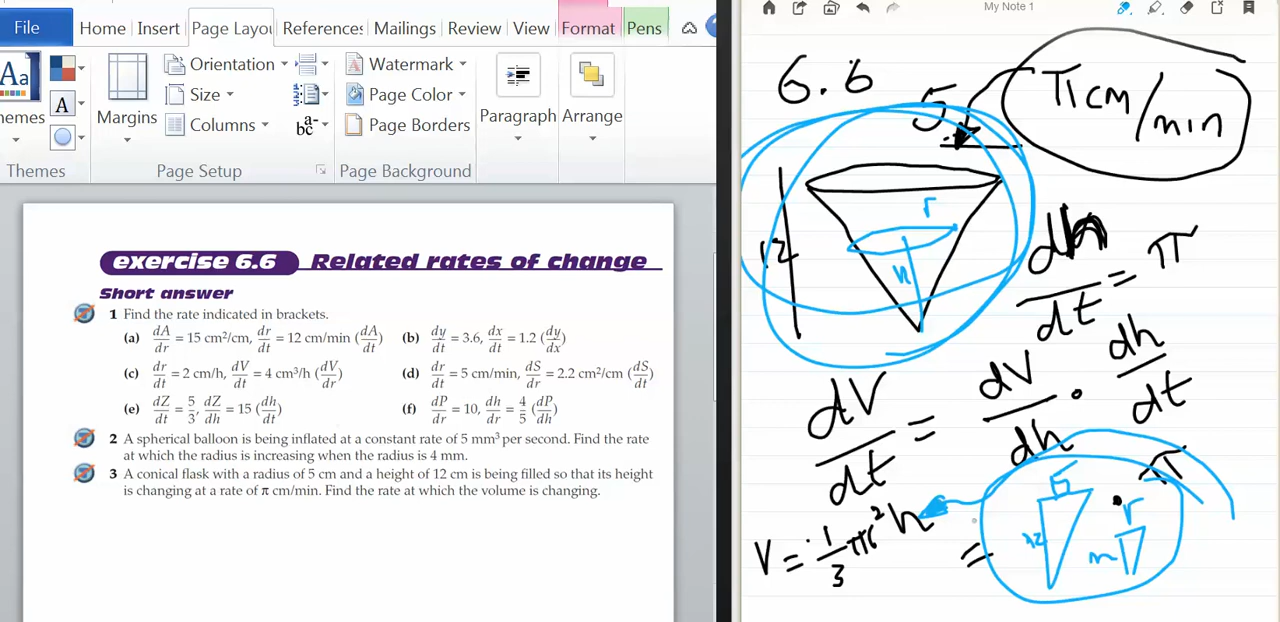 File Home Insert Page Layou References Mailings Review View Format Pens
Aa
hemes
Themes
Margins
Orientation
Size
Columns
Page Setup
Watermark
Page Color
Page Borders
Page Background
Paragraph
Arrange
exercise 6.6 Related rates of change
Short answer
1 Find the rate indicated in brackets.
(a) dA/dr = 15 cm²/cm, dr/dt = 12 cm/min (dA/dt) (b) dy/dt = 3.6, dx/dt = 1.2 (dy/dx)
(c) dr/dt = 2 cm/h, dV/dt = 4 cm³/h (dV/dr) (d) dr/dt = 5 cm/min, dS/dr = 2.2 cm²/cm (dS/dt)
(e) dZ/dt = 5/3, dZ/dh = 15 (dh/dt) (f) dP/dr = 10, dh/dr = 4/5 (dP/dh)
2 A spherical balloon is being inflated at a constant rate of 5 mm³ per second. Find the rate
at which the radius is increasing when the radius is 4 mm.
3 A conical flask with a radius of 5 cm and a height of 12 cm is being filled so that its height
is changing at a rate of π cm/min. Find the rate at which the volume is changing.
My Note 1
6.6
5
π cm/min
12
r
h
dh/dt = π
dV/dt = dV/dh · dh/dt
= · π
V = 1/3 πr² h
5
12
r
h